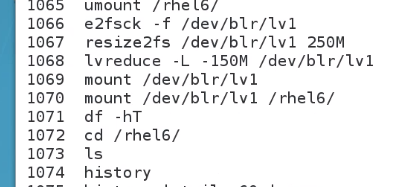 1065 umount /rhel6/
1066 e2fsck -f /dev/blr/lv1
1067 resize2fs /dev/blr/lv1 250M
1068 lvreduce -L -150M /dev/blr/lv1
1069 mount /dev/blr/lv1
1070 mount /dev/blr/lv1 /rhel6/
1071 df -hT
1072 cd /rhel6/
1073 ls
1074 history